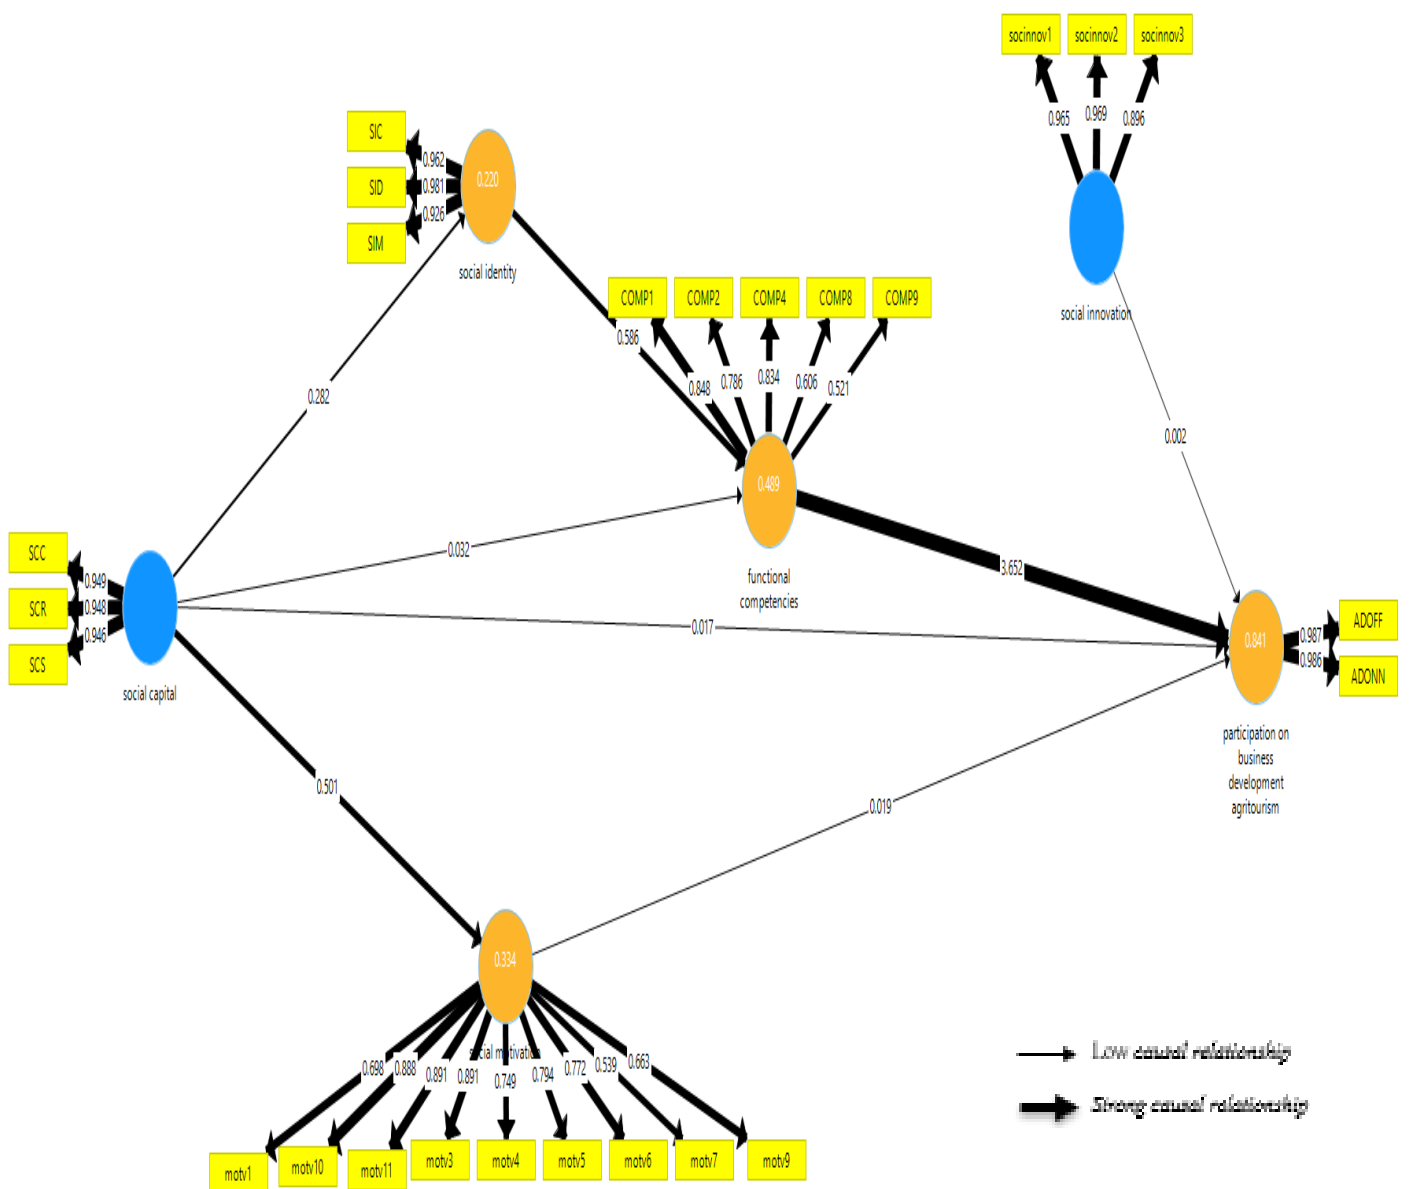 socinnov1 socinnov2 socinnov3
0.965 0.969 0.896
social innovation
SIC
SID
SIM
0.962
0.981
0.926
0.220
social identity
COMP1 COMP2 COMP4 COMP8 COMP9
0.848 0.786 0.834 0.606 0.521
0.586
0.282
0.002
0.489
functional
competencies
0.032
3.652
0.017
SCC
SCR
SCS
0.949
0.948
0.946
social capital
0.841
0.987
0.986
ADOFF
ADONN
participation on
business
development
agritourism
0.501
0.019
0.334
social motivation
0.698 0.888 0.891 0.891 0.749 0.794 0.772 0.539 0.663
motv1 motv10 motv11 motv3 motv4 motv5 motv6 motv7 motv9
Low causal relationship
Strong causal relationship